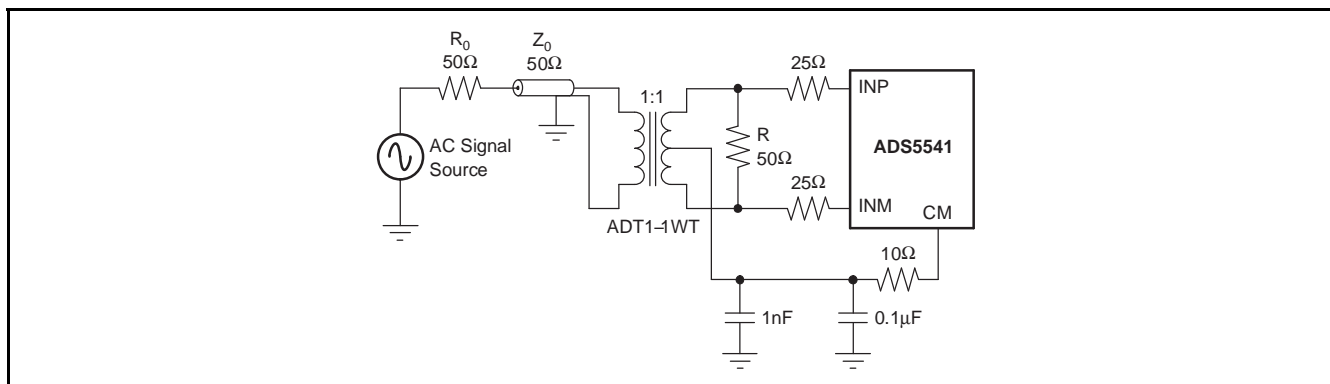 R0
50Ω
Z0
50Ω
AC Signal
Source
1:1
ADT1–1WT
R
50Ω
25Ω
25Ω
INP
ADS5541
INM
CM
10Ω
1nF
0.1μF